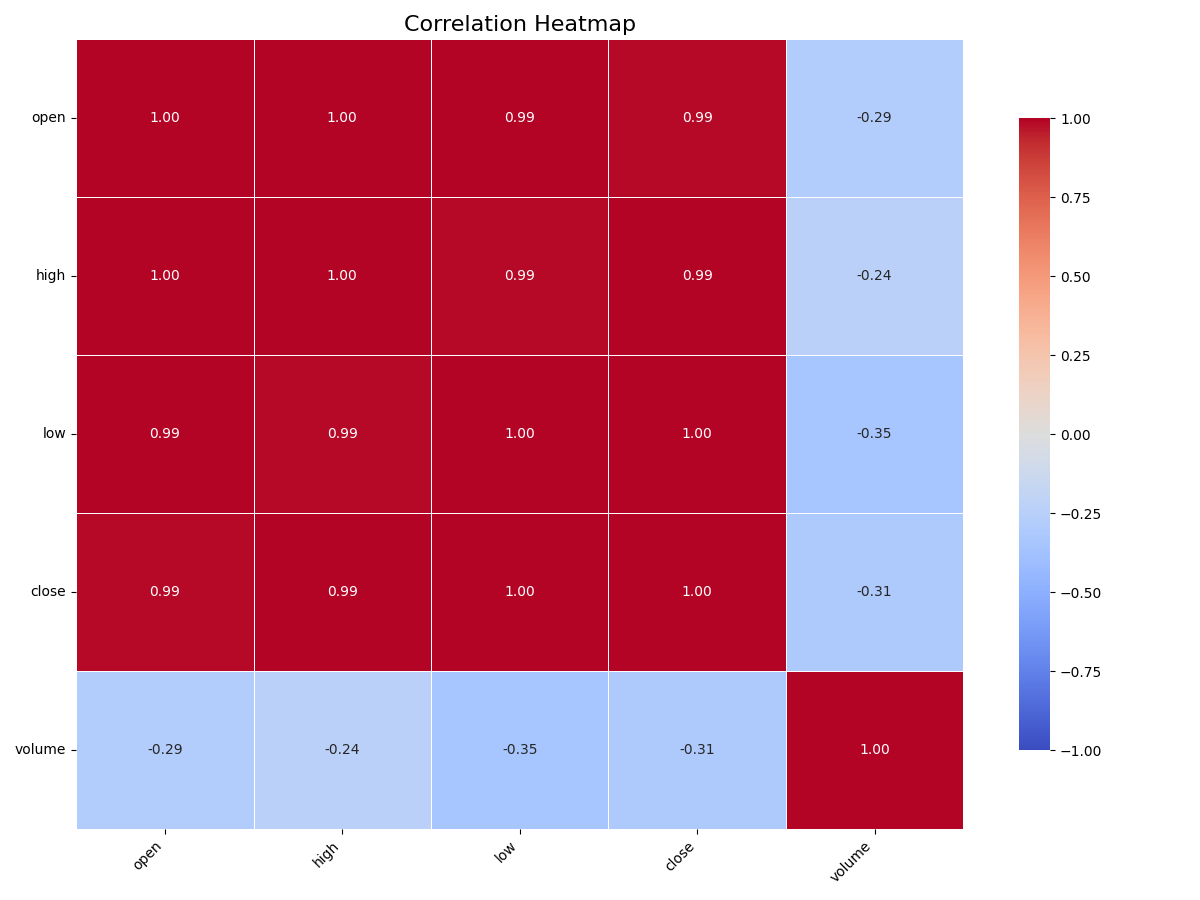 Correlation Heatmap
open 1.00 1.00 0.99 0.99 -0.29
high 1.00 1.00 0.99 0.99 -0.24
low 0.99 0.99 1.00 1.00 -0.35
close 0.99 0.99 1.00 1.00 -0.31
volume -0.29 -0.24 -0.35 -0.31 1.00
open high low close volume
1.00
0.75
0.50
0.25
0.00
−0.25
−0.50
−0.75
−1.00